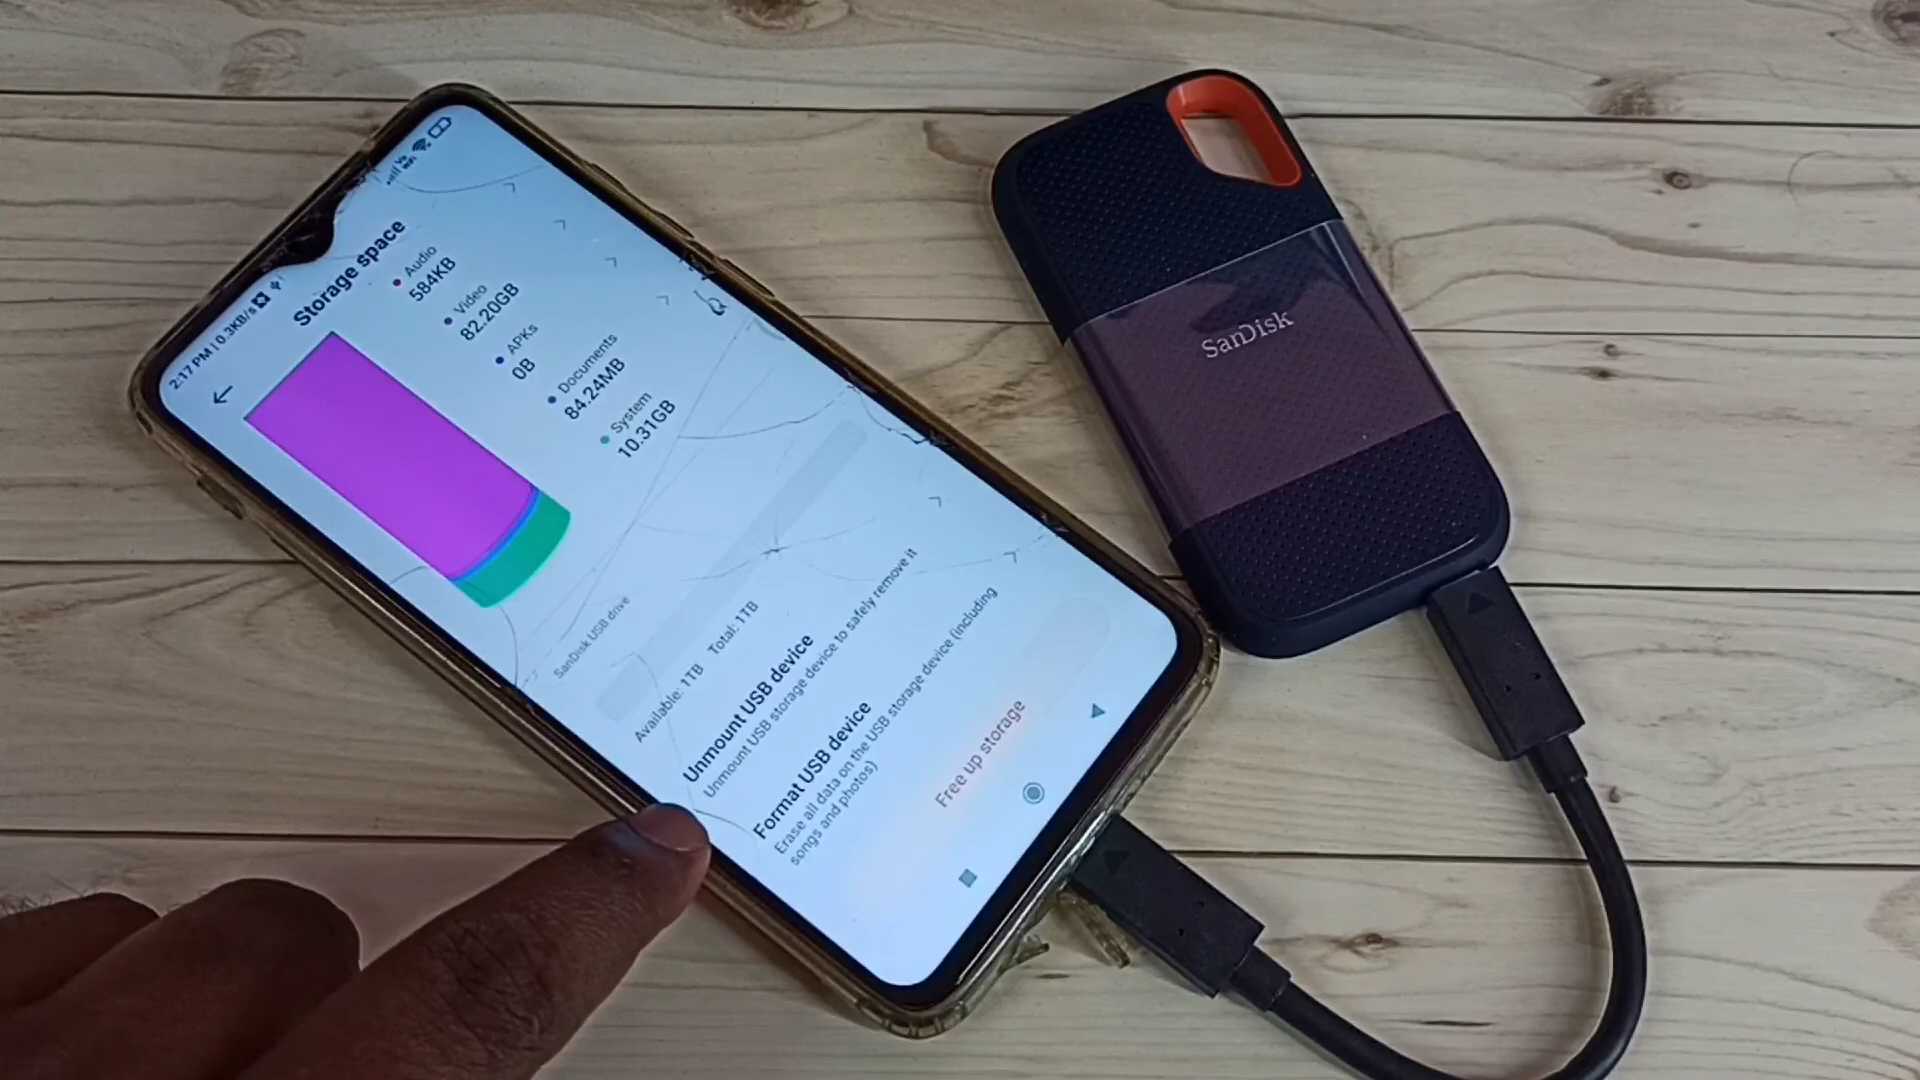 2:17 PM | 0.3KB/s
Storage space
Audio
584KB
Video
82.20GB
APKs
0B
Documents
84.24MB
System
10.31GB
SanDisk USB drive
Available: 1TB Total: 1TB
Unmount USB device
Unmount USB storage device to safely remove it
Format USB device
Erase all data on the USB storage device (including
songs and photos)
Free up storage
SanDisk